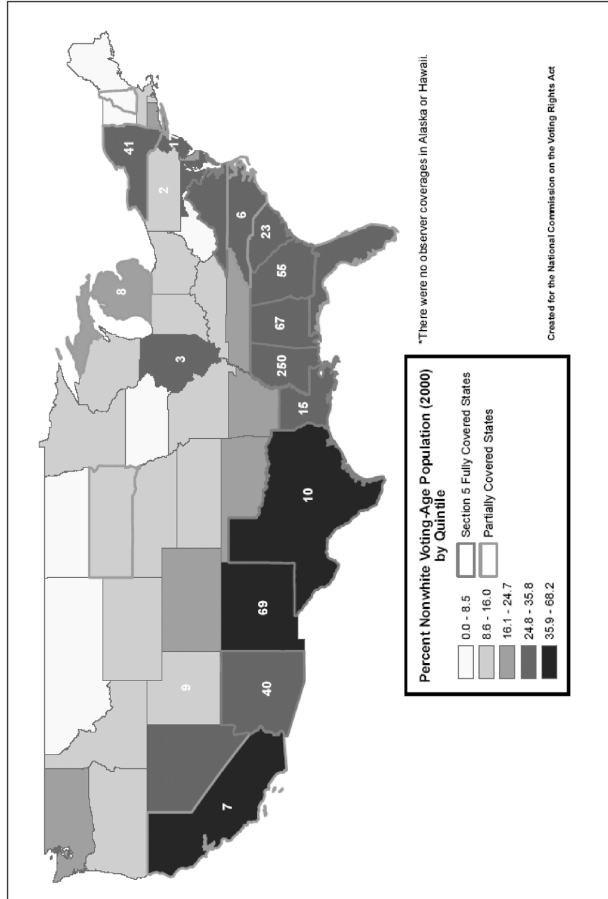 41
1
2
8
6
23
3
55
67
250
15
10
69
9
40
7
*There were no observer coverages in Alaska or Hawaii.
Percent Nonwhite Voting-Age Population (2000)
by Quintile
0.0 - 8.5
8.6 - 16.0
16.1 - 24.7
24.8 - 35.8
35.9 - 68.2
Section 5 Fully Covered States
Partially Covered States
Created for the National Commission on the Voting Rights Act